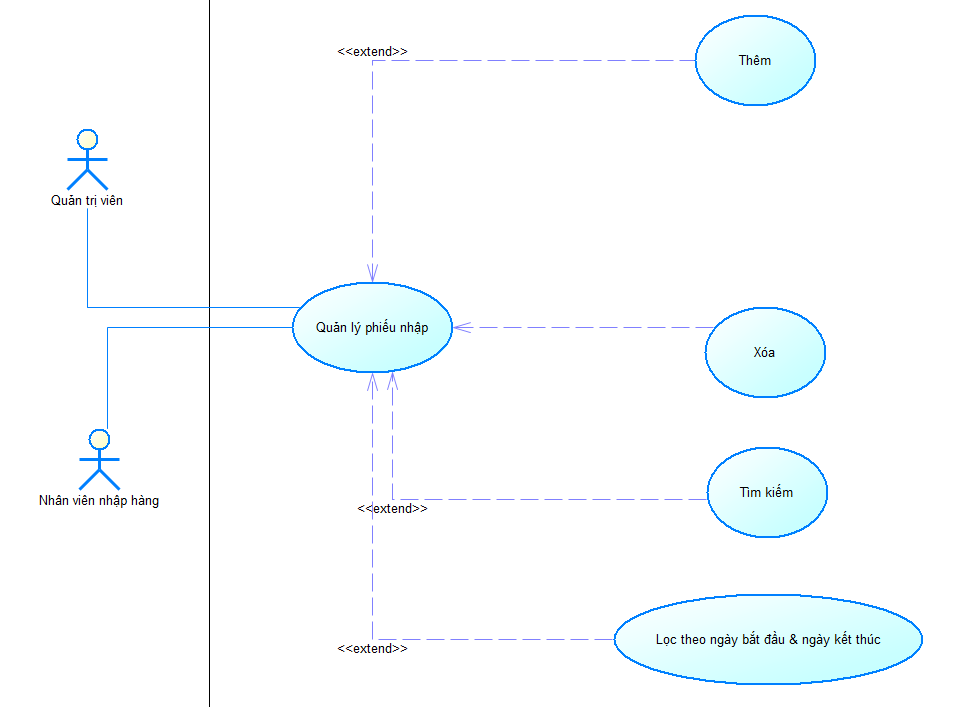 <<extend>>
Thêm
Quản trị viên
Quản lý phiếu nhập
Xóa
Nhân viên nhập hàng
Tìm kiếm
<<extend>>
Lọc theo ngày bắt đầu & ngày kết thúc
<<extend>>